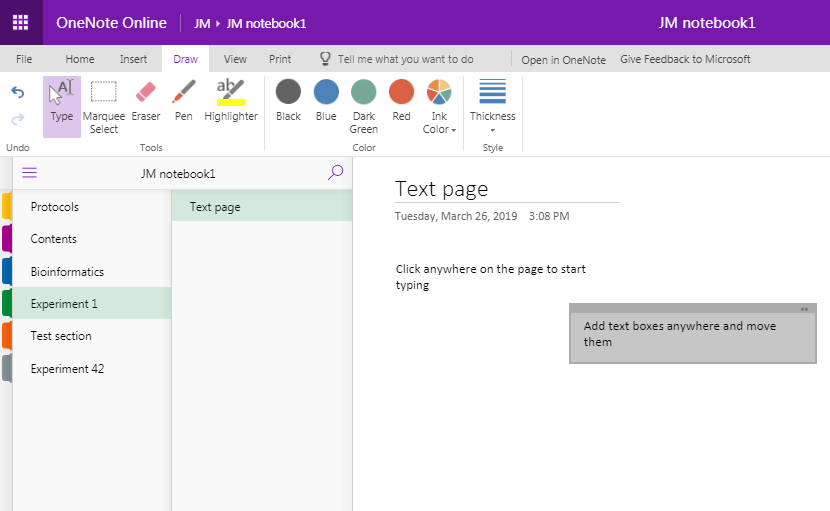 OneNote Online JM ▸ JM notebook1 JM notebook1
File Home Insert Draw View Print Tell me what you want to do Open in OneNote Give Feedback to Microsoft
A ab
Type Marquee Select Eraser Pen Highlighter Black Blue Dark Green Red Ink Color Thickness
Undo Tools Color Style
JM notebook1
Protocols
Contents
Bioinformatics
Experiment 1
Test section
Experiment 42
Text page
Text page
Tuesday, March 26, 2019 3:08 PM
Click anywhere on the page to start
typing
Add text boxes anywhere and move
them